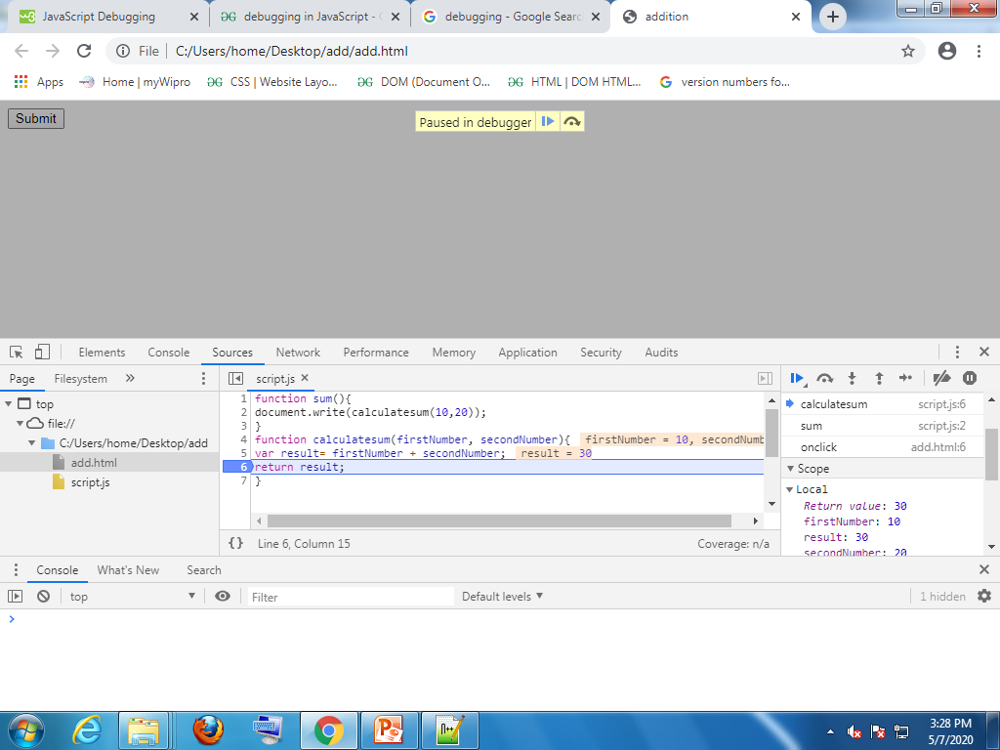 JavaScript Debugging
debugging in JavaScript -
debugging - Google Sear
addition
File
C:/Users/home/Desktop/add/add.html
Apps
Home | myWipro
CSS | Website Layo...
DOM (Document O...
HTML | DOM HTML...
version numbers fo...
Submit
Paused in debugger
Elements
Console
Sources
Network
Performance
Memory
Application
Security
Audits
Page
Filesystem
script.js
top
file://
C:/Users/home/Desktop/add
add.html
script.js
1 function sum(){
2 document.write(calculatesum(10,20));
3 }
4 function calculatesum(firstNumber, secondNumber){ firstNumber = 10, secondNumb
5 var result= firstNumber + secondNumber; result = 30
6 return result;
7 }
{} Line 6, Column 15
Coverage: n/a
calculatesum script.js:6
sum script.js:2
onclick add.html:6
Scope
Local
Return value: 30
firstNumber: 10
result: 30
secondNumber: 20
Console
What's New
Search
top
Filter
Default levels
1 hidden
3:28 PM
5/7/2020